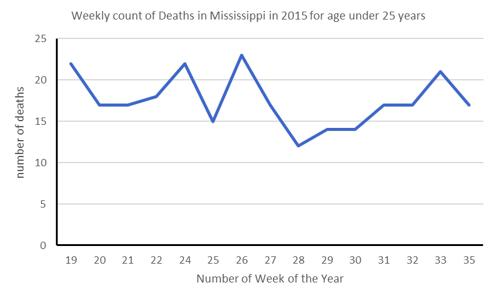 Weekly count of Deaths in Mississippi in 2015 for age under 25 years
number of deaths
25
20
15
10
5
0
19 20 21 22 24 25 26 27 28 29 30 31 32 33 35
Number of Week of the Year